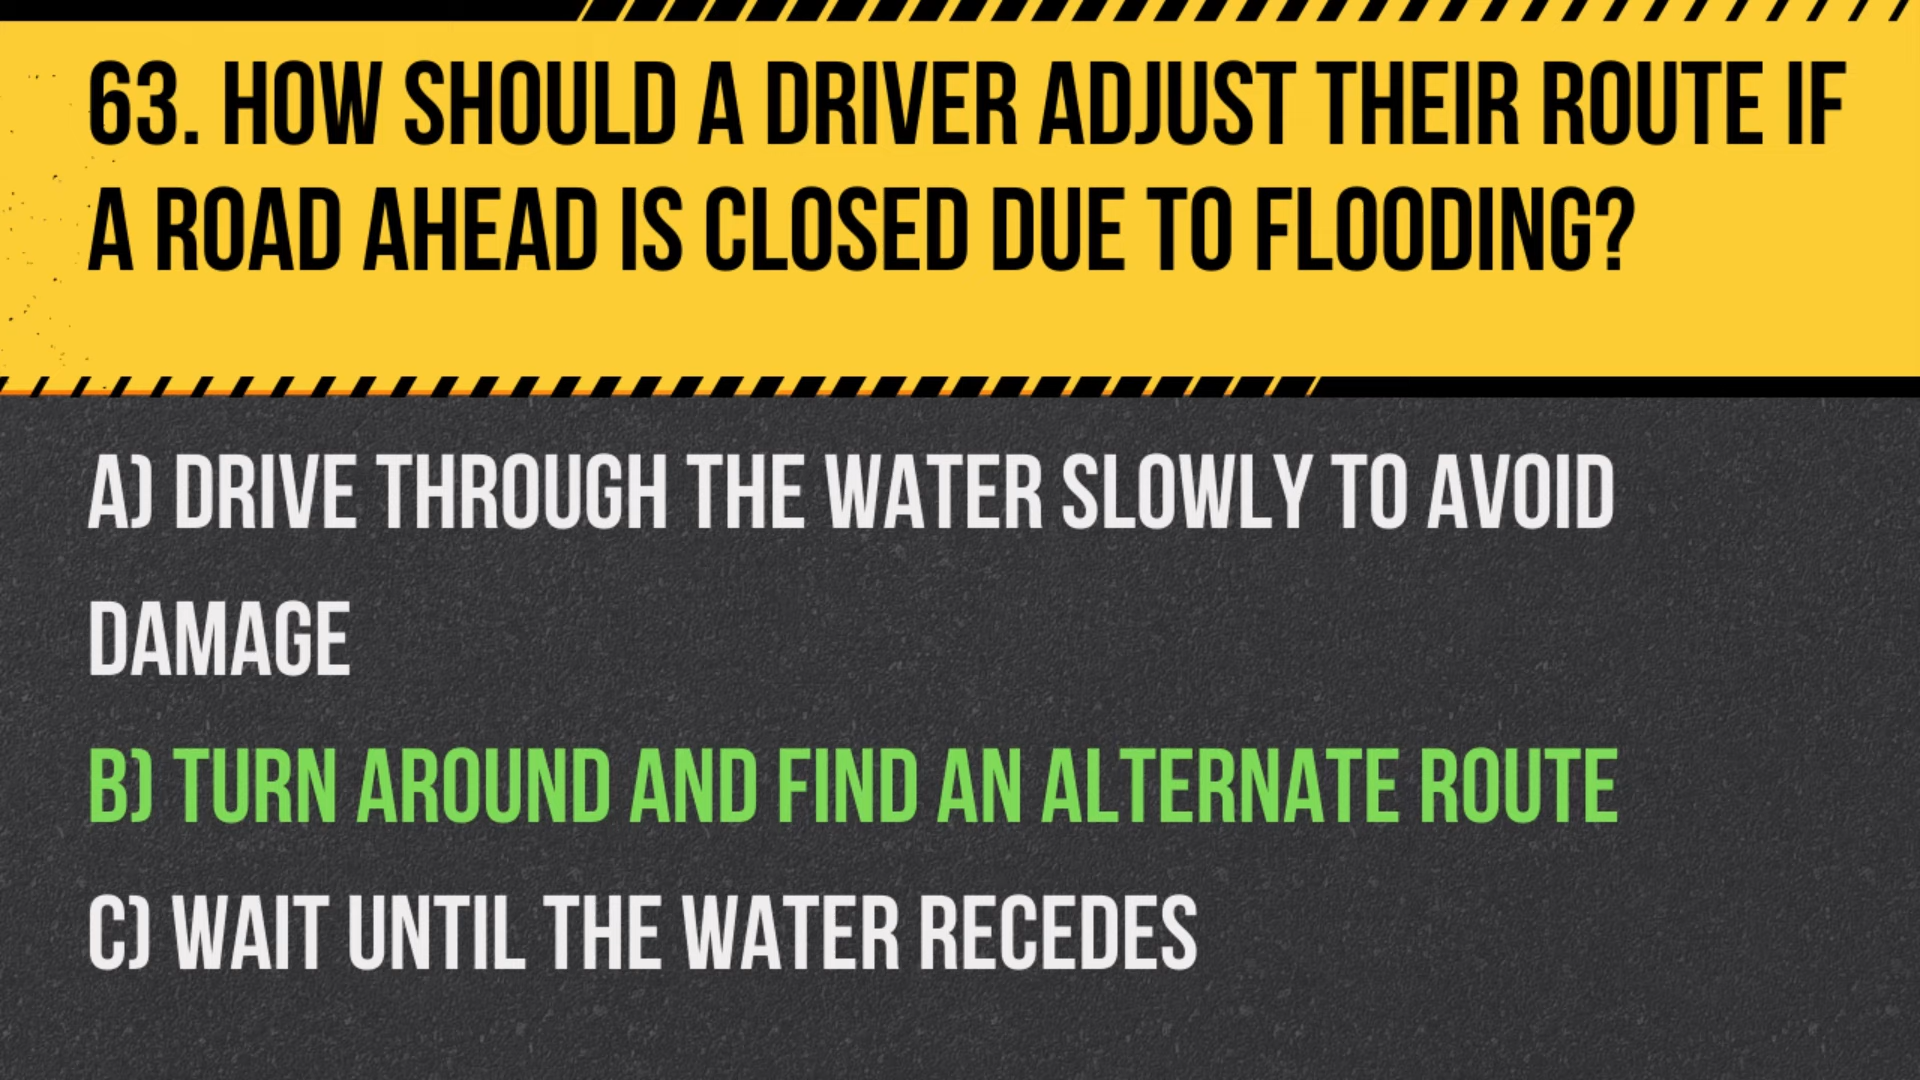 63. HOW SHOULD A DRIVER ADJUST THEIR ROUTE IF
A ROAD AHEAD IS CLOSED DUE TO FLOODING?
A) DRIVE THROUGH THE WATER SLOWLY TO AVOID
DAMAGE
B) TURN AROUND AND FIND AN ALTERNATE ROUTE
C) WAIT UNTIL THE WATER RECEDES